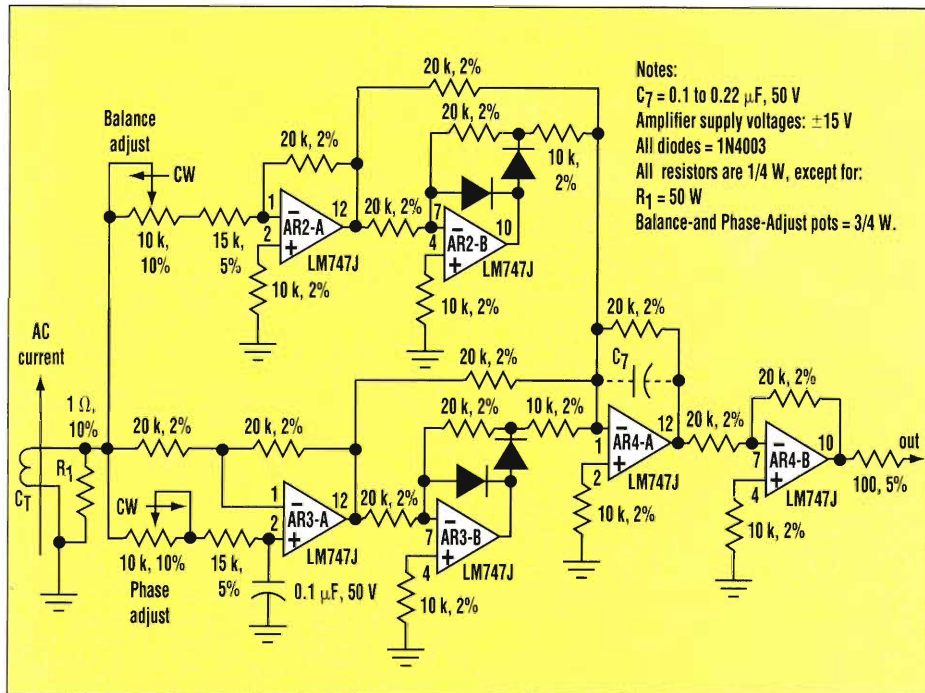 Notes:
C7 = 0.1 to 0.22 μF, 50 V
Amplifier supply voltages: ±15 V
All diodes = 1N4003
All resistors are 1/4 W, except for:
R1 = 50 W
Balance-and Phase-Adjust pots = 3/4 W.
20 k, 2%
Balance
adjust
CW
10 k,
10%
15 k,
5%
20 k, 2%
1
2
12
AR2-A
LM747J
10 k, 2%
20 k, 2%
20 k, 2%
10 k,
2%
7
4
10
AR2-B
LM747J
10 k, 2%
AC
current
CT
1 Ω,
10%
R1
20 k, 2%
20 k, 2%
CW
10 k, 10%
Phase
adjust
15 k,
5%
0.1 μF, 50 V
1
2
12
AR3-A
LM747J
20 k, 2%
20 k, 2%
20 k, 2%
10 k, 2%
7
4
10
AR3-B
LM747J
10 k, 2%
20 k, 2%
C7
1
2
12
AR4-A
LM747J
10 k, 2%
20 k, 2%
20 k, 2%
7
4
10
AR4-B
LM747J
10 k, 2%
out
100, 5%